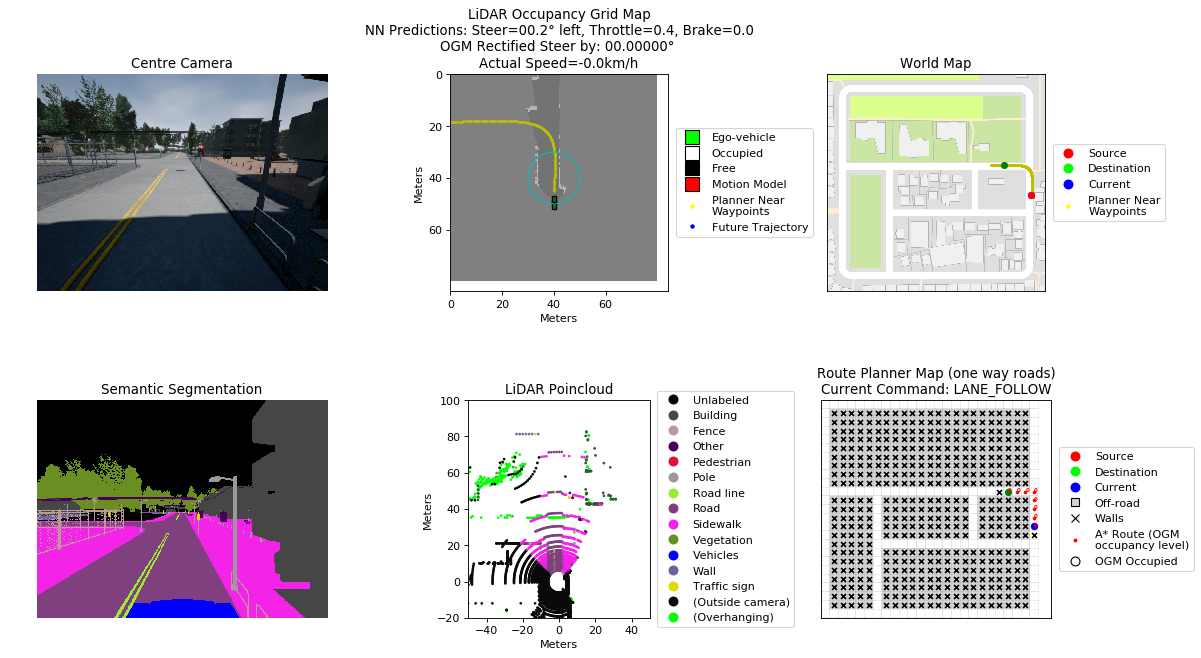 LiDAR Occupancy Grid Map
NN Predictions: Steer=00.2° left, Throttle=0.4, Brake=0.0
OGM Rectified Steer by: 00.00000°
Actual Speed=-0.0km/h
Centre Camera
World Map
0
20
40
60
Meters
0
20
40
60
Meters
Ego-vehicle
Occupied
Free
Motion Model
Planner Near
Waypoints
Future Trajectory
Source
Destination
Current
Planner Near
Waypoints
Semantic Segmentation
LiDAR Poincloud
100
80
60
40
20
0
−20
Meters
−40
−20
0
20
40
Meters
Unlabeled
Building
Fence
Other
Pedestrian
Pole
Road line
Road
Sidewalk
Vegetation
Vehicles
Wall
Traffic sign
(Outside camera)
(Overhanging)
Route Planner Map (one way roads)
Current Command: LANE_FOLLOW
Source
Destination
Current
Off-road
Walls
A* Route (OGM
occupancy level)
OGM Occupied